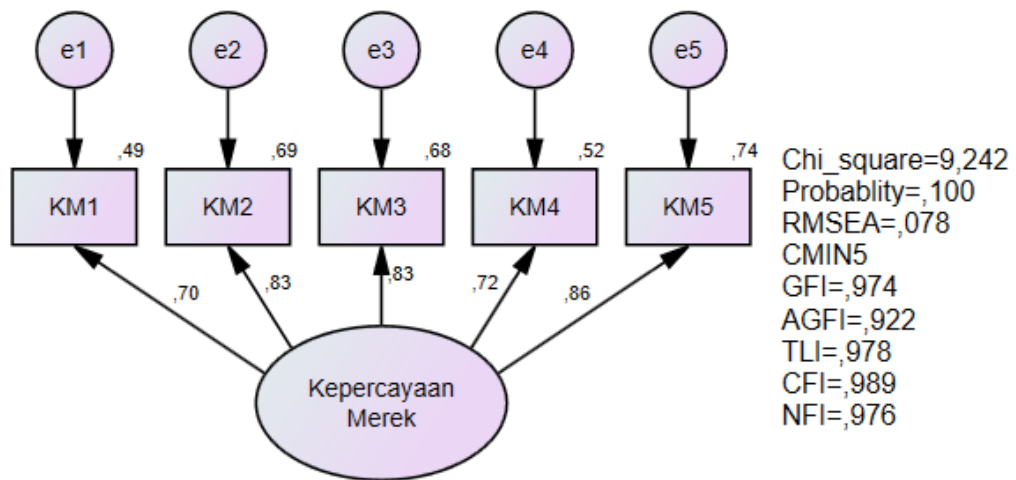 e1
e2
e3
e4
e5
,49
,69
,68
,52
,74
KM1
KM2
KM3
KM4
KM5
,70
,83
,83
,72
,86
Kepercayaan
Merek
Chi_square=9,242
Probablity=,100
RMSEA=,078
CMIN5
GFI=,974
AGFI=,922
TLI=,978
CFI=,989
NFI=,976